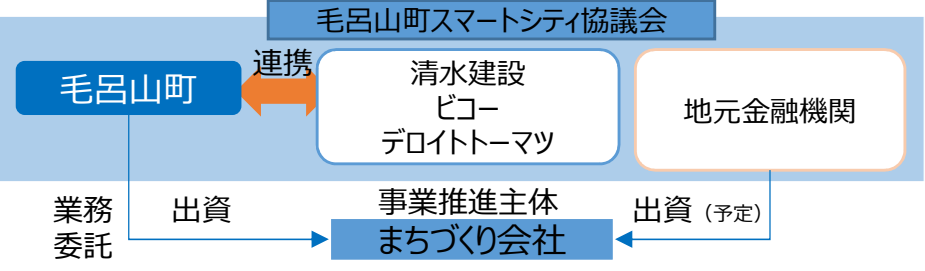 毛呂山町スマートシティ協議会
毛呂山町
連携
清水建設
ビコー
デロイトトーマツ
地元金融機関
業務
委託
出資
事業推進主体
まちづくり会社
出資（予定）